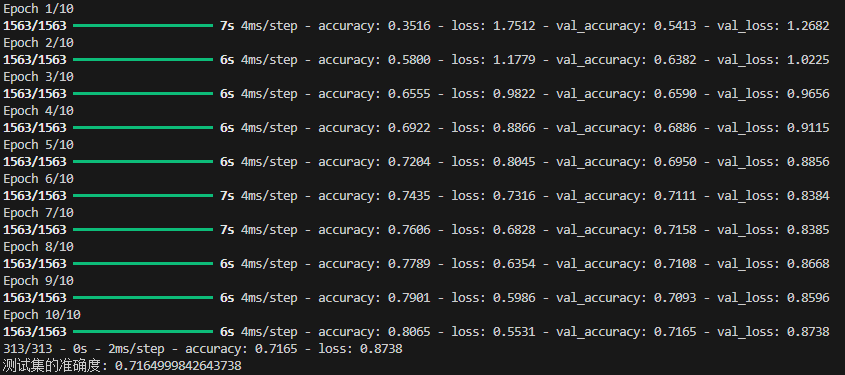 Epoch 1/10
1563/1563 7s 4ms/step - accuracy: 0.3516 - loss: 1.7512 - val_accuracy: 0.5413 - val_loss: 1.2682
Epoch 2/10
1563/1563 6s 4ms/step - accuracy: 0.5800 - loss: 1.1779 - val_accuracy: 0.6382 - val_loss: 1.0225
Epoch 3/10
1563/1563 6s 4ms/step - accuracy: 0.6555 - loss: 0.9822 - val_accuracy: 0.6590 - val_loss: 0.9656
Epoch 4/10
1563/1563 6s 4ms/step - accuracy: 0.6922 - loss: 0.8866 - val_accuracy: 0.6886 - val_loss: 0.9115
Epoch 5/10
1563/1563 6s 4ms/step - accuracy: 0.7204 - loss: 0.8045 - val_accuracy: 0.6950 - val_loss: 0.8856
Epoch 6/10
1563/1563 7s 4ms/step - accuracy: 0.7435 - loss: 0.7316 - val_accuracy: 0.7111 - val_loss: 0.8384
Epoch 7/10
1563/1563 7s 4ms/step - accuracy: 0.7606 - loss: 0.6828 - val_accuracy: 0.7158 - val_loss: 0.8385
Epoch 8/10
1563/1563 6s 4ms/step - accuracy: 0.7789 - loss: 0.6354 - val_accuracy: 0.7108 - val_loss: 0.8668
Epoch 9/10
1563/1563 6s 4ms/step - accuracy: 0.7901 - loss: 0.5986 - val_accuracy: 0.7093 - val_loss: 0.8596
Epoch 10/10
1563/1563 6s 4ms/step - accuracy: 0.8065 - loss: 0.5531 - val_accuracy: 0.7165 - val_loss: 0.8738
313/313 - 0s - 2ms/step - accuracy: 0.7165 - loss: 0.8738
测试集的准确度: 0.7164999842643738